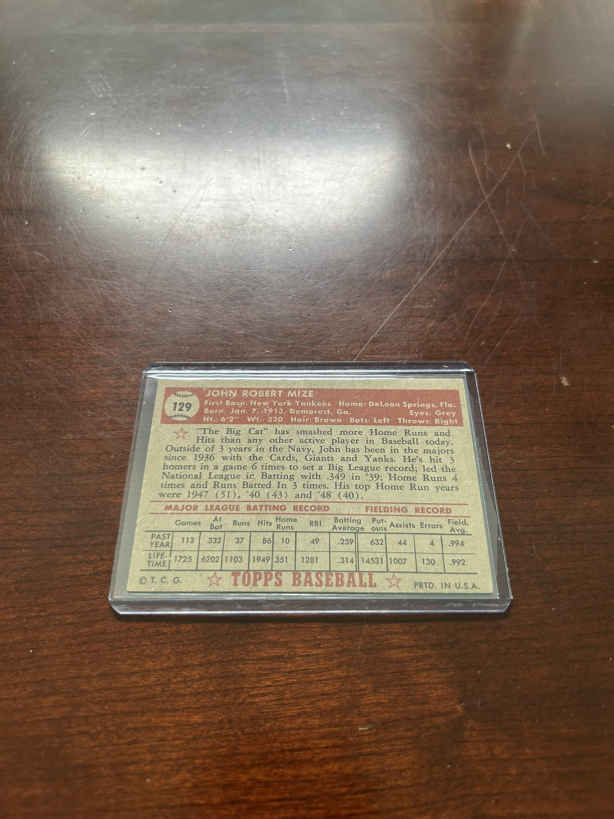 129
JOHN ROBERT MIZE
First Base: New York Yankees Home: DeLeon Springs, Fla.
Born: Jan. 7, 1913, Demorest, Ga. Eyes: Grey
Ht. 6'2" Wt. 220 Hair: Brown Bats: Left Throws: Right
"The Big Cat" has smashed more Home Runs and
Hits than any other active player in Baseball today.
Outside of 3 years in the Navy, John has been in the majors
since 1936 with the Cards, Giants and Yanks. He's hit 3
homers in a game 6 times to set a Big League record; led the
National League in Batting with .349 in '39; Home Runs 4
times and Runs Batted In 3 times. His top Home Run years
were 1947 (51), '40 (43) and '48 (40).
MAJOR LEAGUE BATTING RECORD FIELDING RECORD
Games At Bat Runs Hits Home Runs RBI Batting Average Put-outs Assists Errors Field. Avg.
PAST YEAR 113 332 37 86 10 49 .259 632 44 4 .994
LIFE-TIME 1725 6202 1103 1949 351 1281 .314 14531 1007 130 .992
© T. C. G. TOPPS BASEBALL PRTD. IN U.S.A.